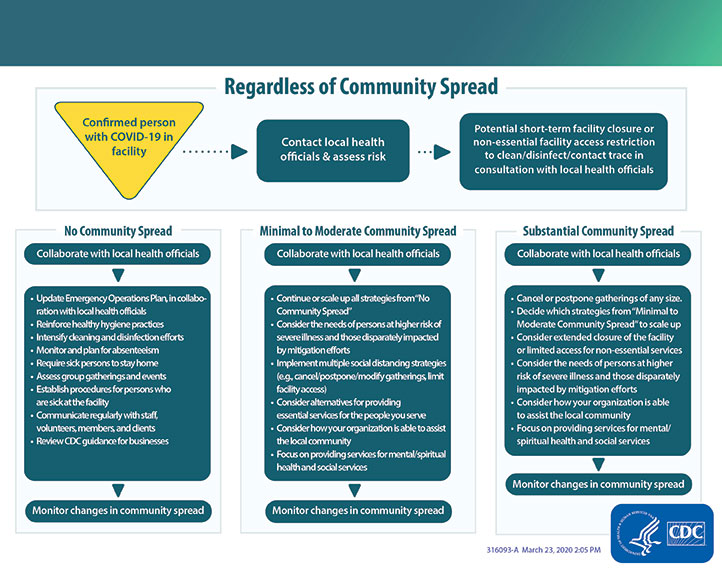 Regardless of Community Spread
Confirmed person
with COVID-19 in
facility
Contact local health
officials & assess risk
Potential short-term facility closure or
non-essential facility access restriction
to clean/disinfect/contact trace in
consultation with local health officials
No Community Spread
Collaborate with local health officials
• Update Emergency Operations Plan, in collabo-
ration with local health officials
• Reinforce healthy hygiene practices
• Intensify cleaning and disinfection efforts
• Monitor and plan for absenteeism
• Require sick persons to stay home
• Assess group gatherings and events
• Establish procedures for persons who
are sick at the facility
• Communicate regularly with staff,
volunteers, members, and clients
• Review CDC guidance for businesses
Monitor changes in community spread
Minimal to Moderate Community Spread
Collaborate with local health officials
• Continue or scale up all strategies from "No
Community Spread"
• Consider the needs of persons at higher risk of
severe illness and those disparately impacted
by mitigation efforts
• Implement multiple social distancing strategies
(e.g., cancel/postpone/modify gatherings, limit
facility access)
• Consider alternatives for providing
essential services for the people you serve
• Consider how your organization is able to assist
the local community
• Focus on providing services for mental/spiritual
health and social services
Monitor changes in community spread
Substantial Community Spread
Collaborate with local health officials
• Cancel or postpone gatherings of any size.
• Decide which strategies from "Minimal to
Moderate Community Spread" to scale up
• Consider extended closure of the facility
or limited access for non-essential services
• Consider the needs of persons at higher
risk of severe illness and those disparately
impacted by mitigation efforts
• Consider how your organization is able
to assist the local community
• Focus on providing services for mental/
spiritual health and social services
Monitor changes in community spread
316093-A March 23, 2020 2:05 PM
CDC